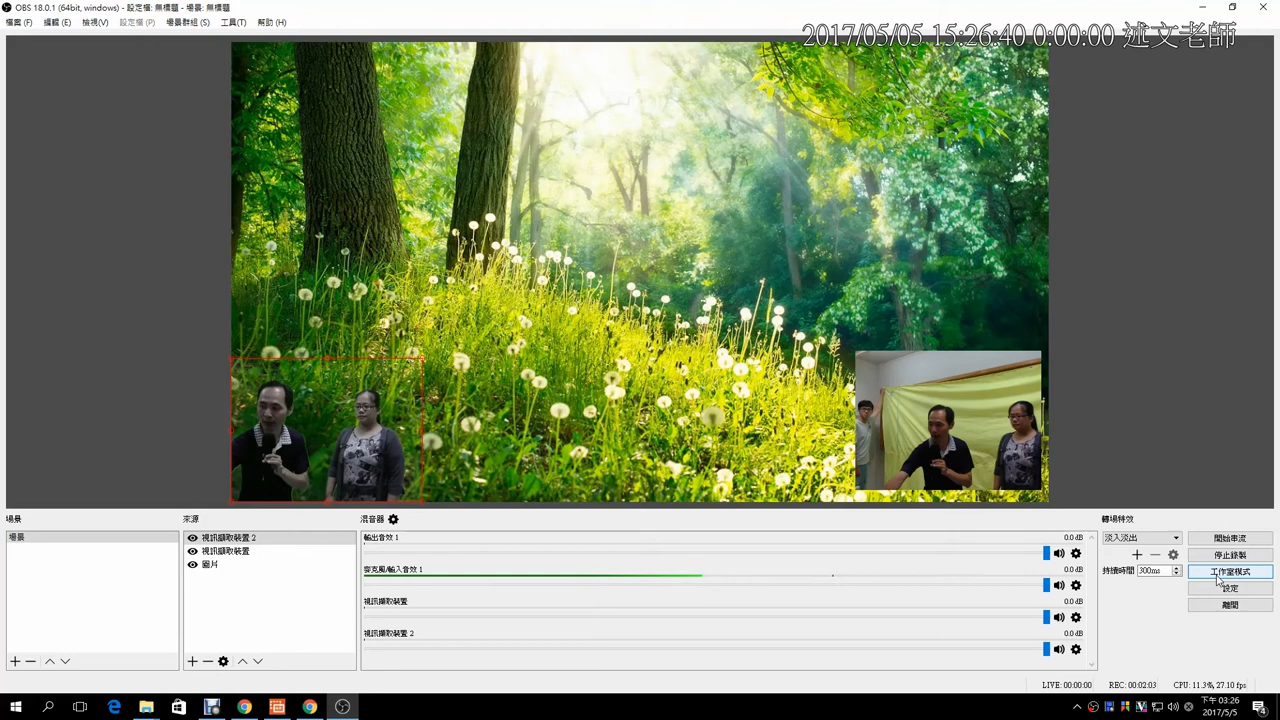 OBS 18.0.1 (64bit, windows) - 設定檔: 無標題 - 場景: 無標題
檔案 (F) 編輯 (E) 檢視(V) 設定檔 (P) 場景群組 (S) 工具(T) 幫助 (H)
2017/05/05 15:26:40 0:00:00 述文老師
場景
場景
來源
視訊擷取裝置 2
視訊擷取裝置
圖片
混音器
輸出音效 1 0.0 dB
麥克風/輸入音效 1 0.0 dB
視訊擷取裝置 0.0 dB
視訊擷取裝置 2 0.0 dB
轉場特效
淡入淡出
持續時間 300ms
開始串流
停止錄製
工作室模式
設定
離開
LIVE: 00:00:00 REC: 00:02:03 CPU: 11.3%, 27.10 fps
下午 03:26
2017/5/5
4